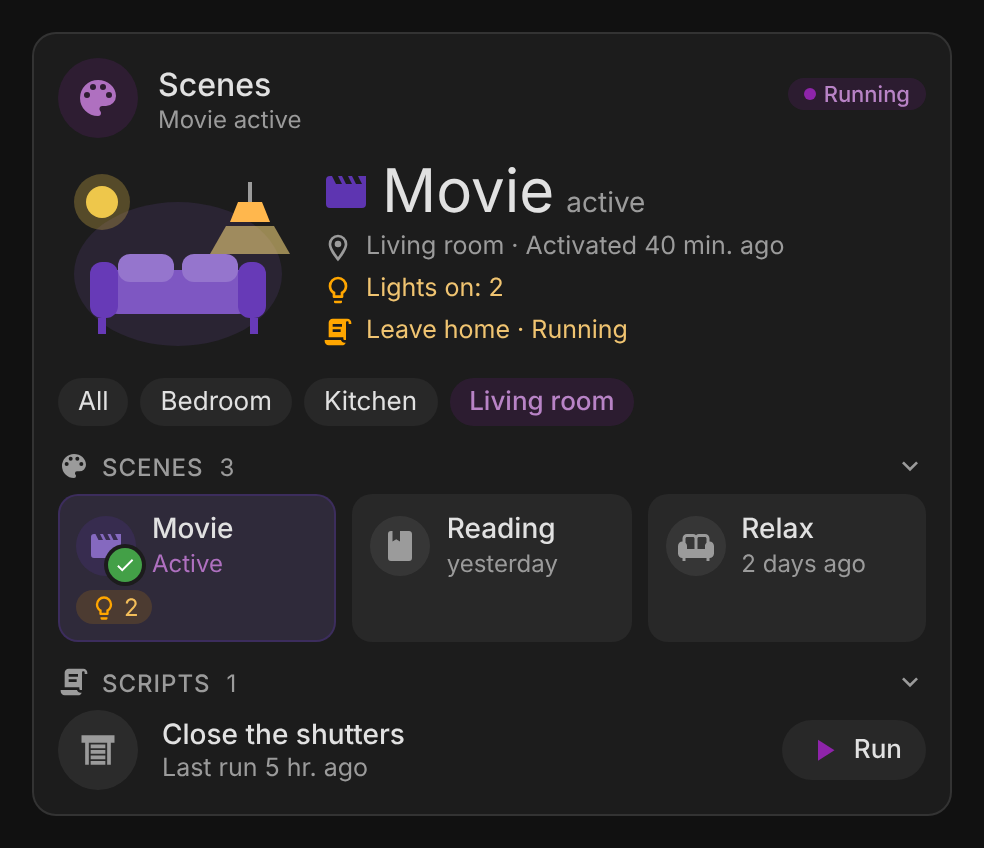 Scenes
Movie active
Running
Movie active
Living room · Activated 40 min. ago
Lights on: 2
Leave home · Running
All
Bedroom
Kitchen
Living room
SCENES 3
Movie
Active
2
Reading
yesterday
Relax
2 days ago
SCRIPTS 1
Close the shutters
Last run 5 hr. ago
Run